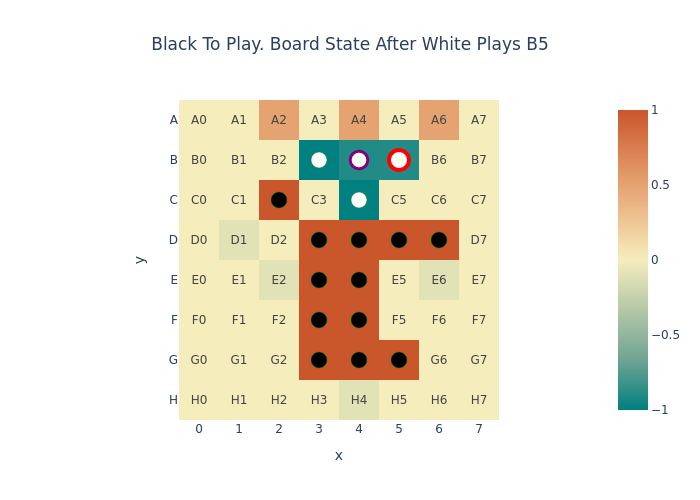 Black To Play. Board State After White Plays B5
A A0 A1 A2 A3 A4 A5 A6 A7
B B0 B1 B2 B6 B7
C C0 C1 C3 C5 C6 C7
D D0 D1 D2 D7
E E0 E1 E2 E5 E6 E7
F F0 F1 F2 F5 F6 F7
G G0 G1 G2 G6 G7
H H0 H1 H2 H3 H4 H5 H6 H7
0 1 2 3 4 5 6 7
x
y
1
0.5
0
−0.5
−1